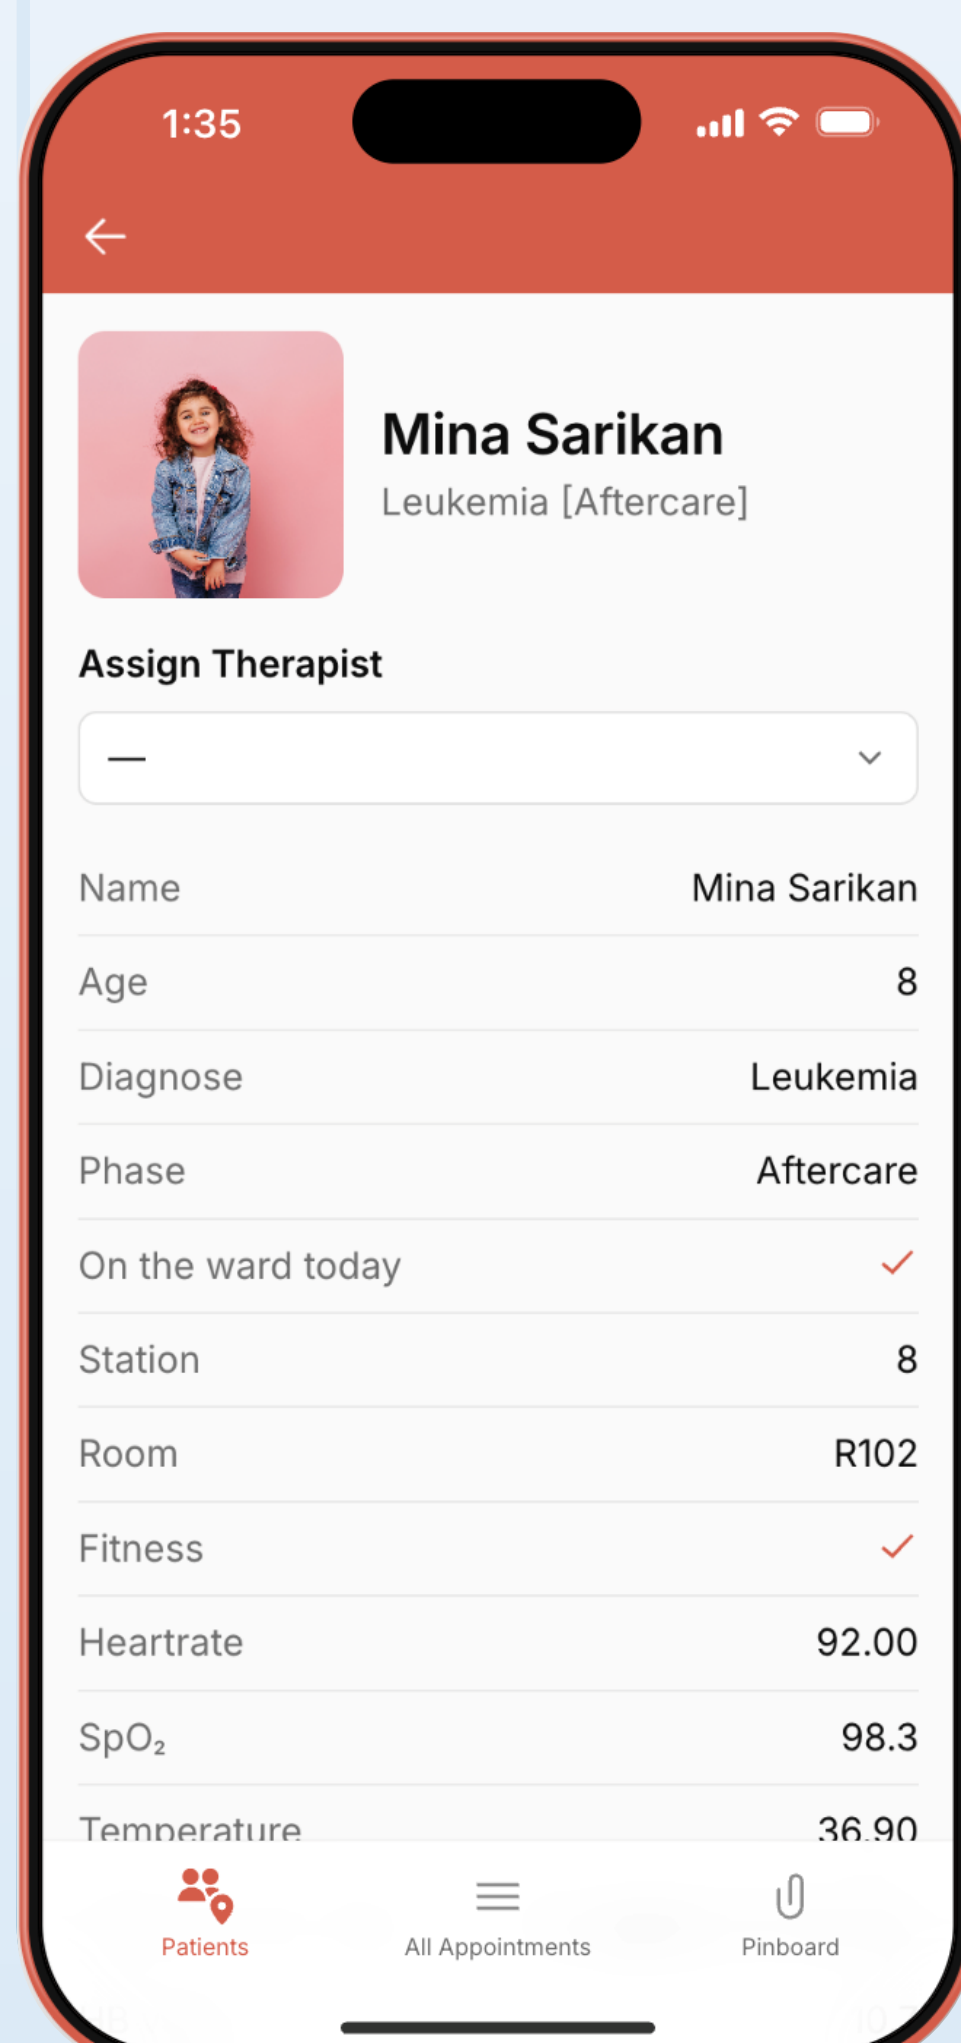 1:35
Mina Sarikan
Leukemia [Aftercare]
Assign Therapist
—
Name Mina Sarikan
Age 8
Diagnose Leukemia
Phase Aftercare
On the ward today
Station 8
Room R102
Fitness
Heartrate 92.00
SpO₂ 98.3
Temperature 36.90
Patients
All Appointments
Pinboard